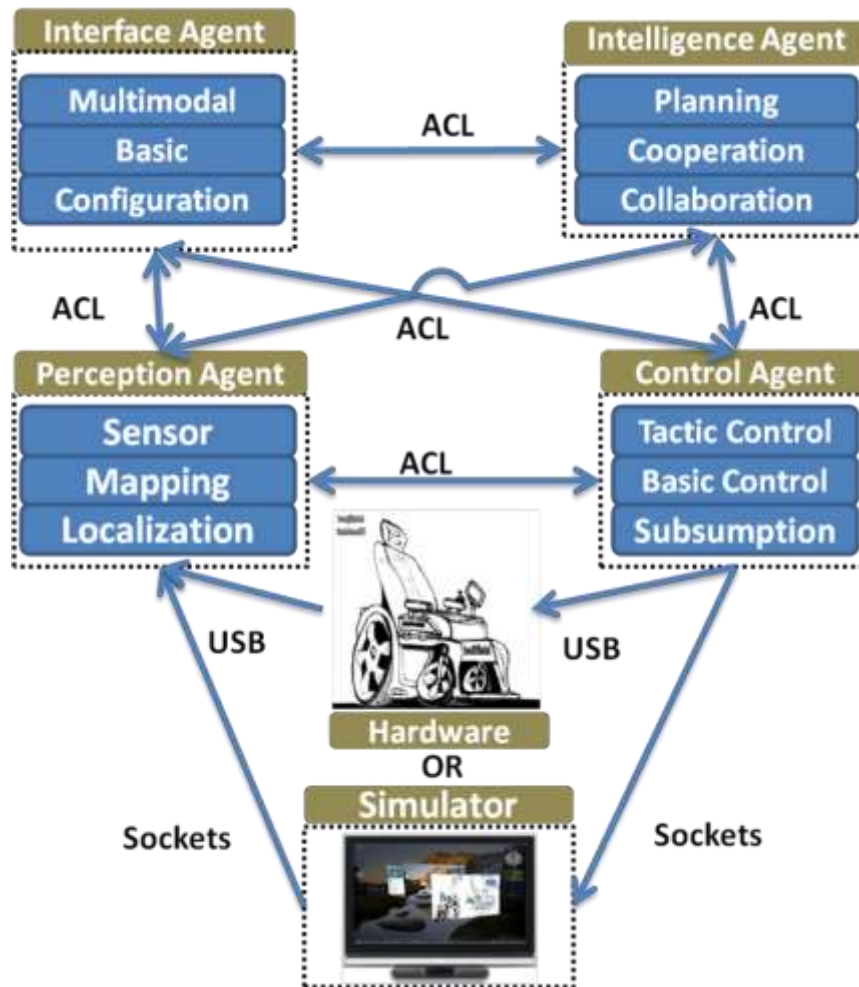 Interface Agent
Intelligence Agent
Multimodal
Basic
Configuration
ACL
Planning
Cooperation
Collaboration
ACL
ACL
ACL
Perception Agent
Control Agent
Sensor
Mapping
Localization
ACL
Tactic Control
Basic Control
Subsumption
USB
USB
Hardware
OR
Simulator
Sockets
Sockets